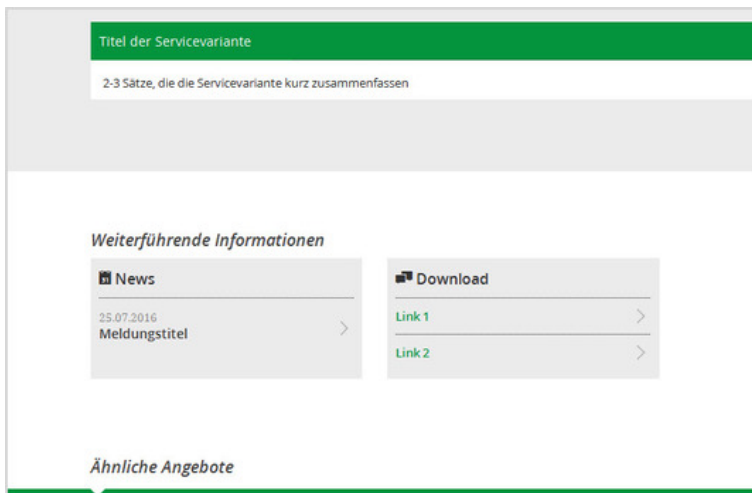 Titel der Servicevariante
2-3 Sätze, die die Servicevariante kurz zusammenfassen
Weiterführende Informationen
News
25.07.2016
Meldungstitel
Download
Link 1
Link 2
Ähnliche Angebote